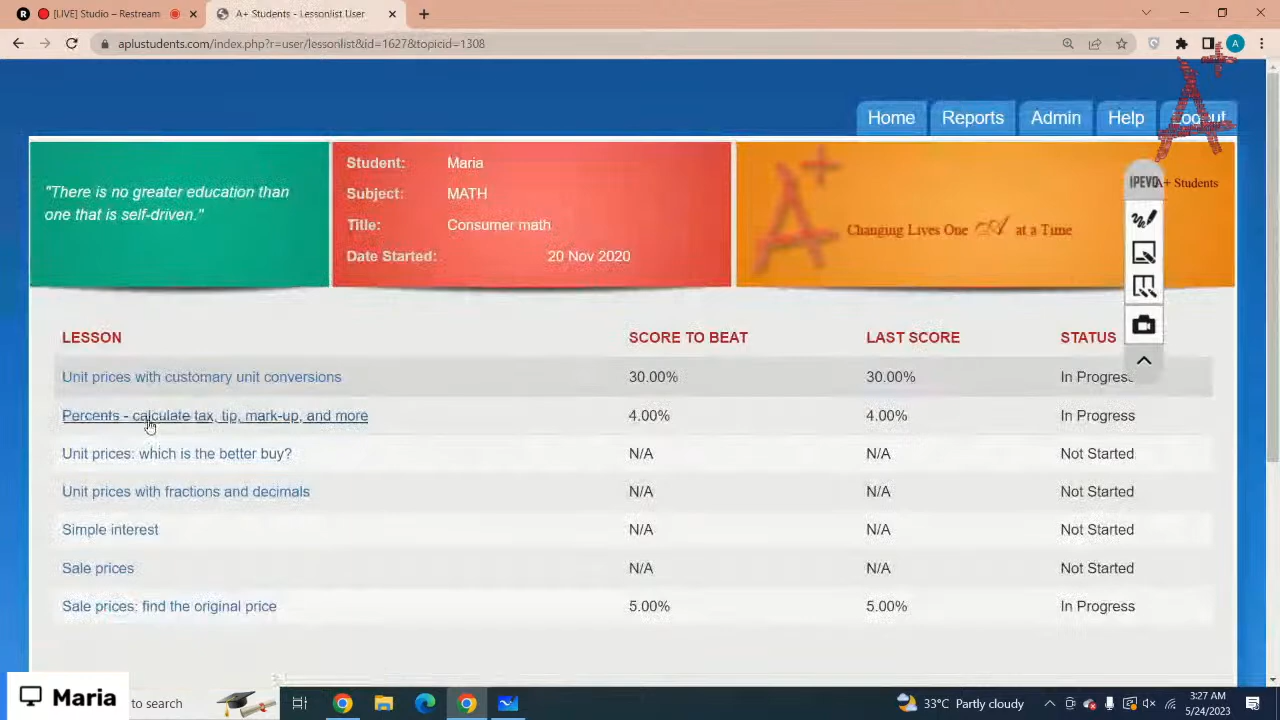 [LIVE] Studio – Restream
A+ Students - Lessonlist User
aplustudents.com/index.php?r=user/lessonlist&id=1627&topicid=1308
A
Home
Reports
Admin
Help
Logout
"There is no greater education than
one that is self-driven."
Student: Maria
Subject: MATH
Title: Consumer math
Date Started: 20 Nov 2020
Changing Lives One A at a Time
IPEVO
A+ Students
LESSON SCORE TO BEAT LAST SCORE STATUS
Unit prices with customary unit conversions 30.00% 30.00% In Progress
Percents - calculate tax, tip, mark-up, and more 4.00% 4.00% In Progress
Unit prices: which is the better buy? N/A N/A Not Started
Unit prices with fractions and decimals N/A N/A Not Started
Simple interest N/A N/A Not Started
Sale prices N/A N/A Not Started
Sale prices: find the original price 5.00% 5.00% In Progress
Maria
to search
33°C Partly cloudy
3:27 AM
5/24/2023